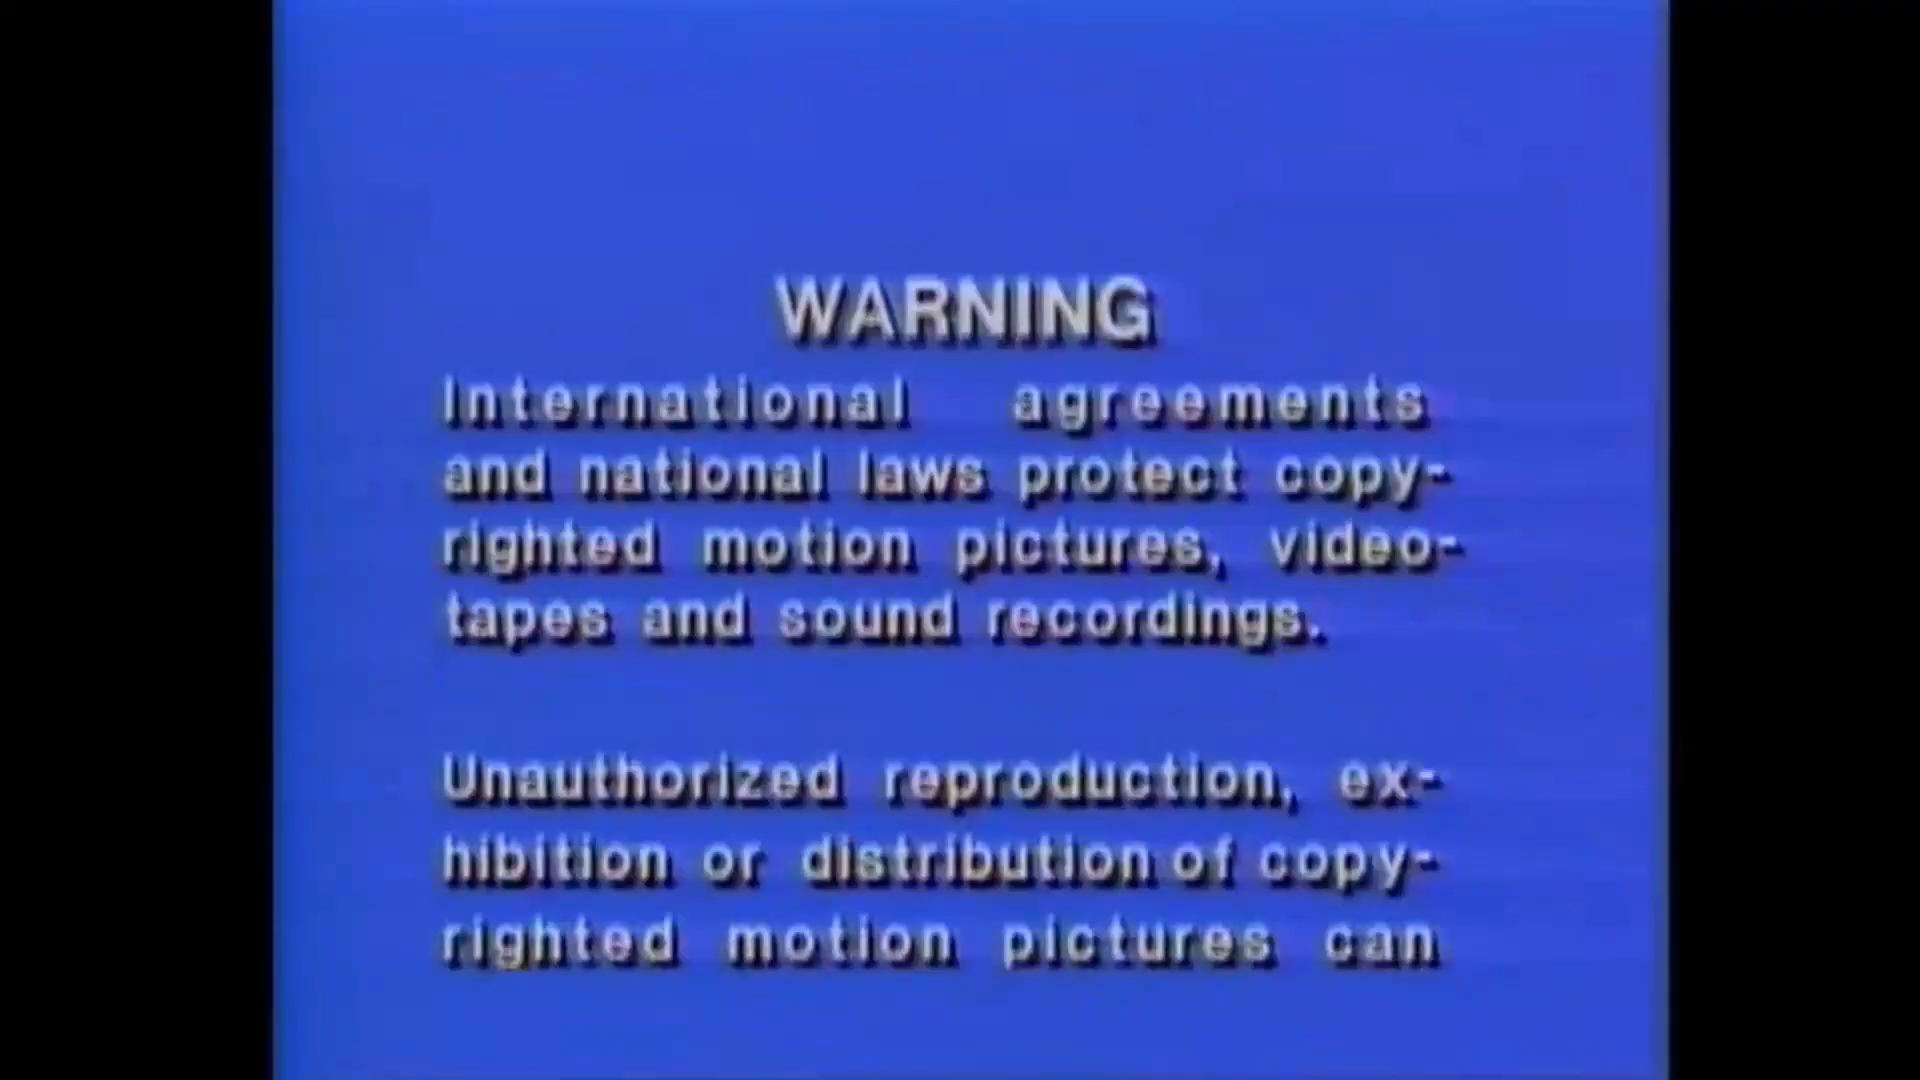 WARNING
International agreements
and national laws protect copy-
righted motion pictures, video-
tapes and sound recordings.
Unauthorized reproduction, ex-
hibition or distribution of copy-
righted motion pictures can